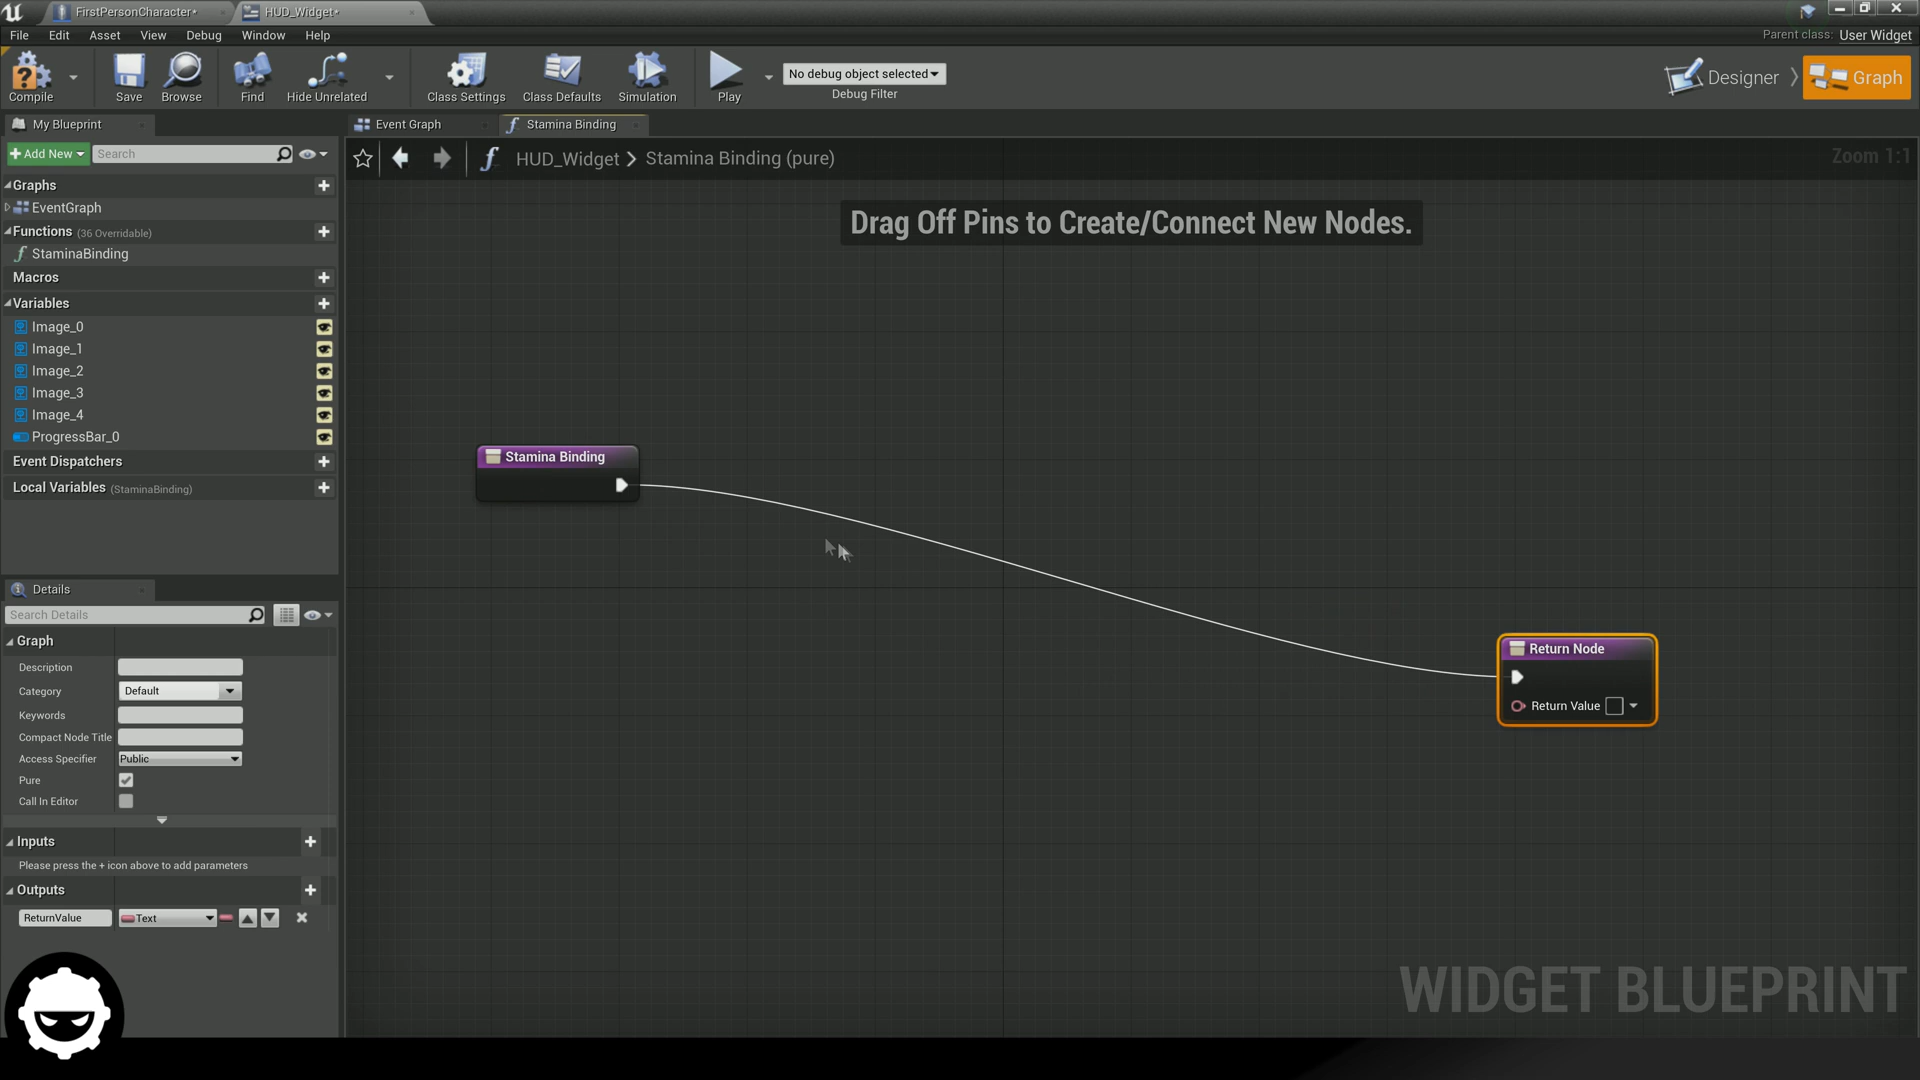 FirstPersonCharacter*
HUD_Widget*
File Edit Asset View Debug Window Help
Parent class: User Widget
Compile
Save
Browse
Find
Hide Unrelated
Class Settings
Class Defaults
Simulation
Play
No debug object selected
Debug Filter
Designer
Graph
My Blueprint
Event Graph
Stamina Binding
Add New
Search
HUD_Widget > Stamina Binding (pure)
Zoom 1:1
Graphs
EventGraph
Functions (36 Overridable)
StaminaBinding
Macros
Variables
Image_0
Image_1
Image_2
Image_3
Image_4
ProgressBar_0
Event Dispatchers
Local Variables (StaminaBinding)
Drag Off Pins to Create/Connect New Nodes.
Stamina Binding
Return Node
Return Value
Details
Search Details
Graph
Description
Category Default
Keywords
Compact Node Title
Access Specifier Public
Pure
Call In Editor
Inputs
Please press the + icon above to add parameters
Outputs
ReturnValue Text
WIDGET BLUEPRINT